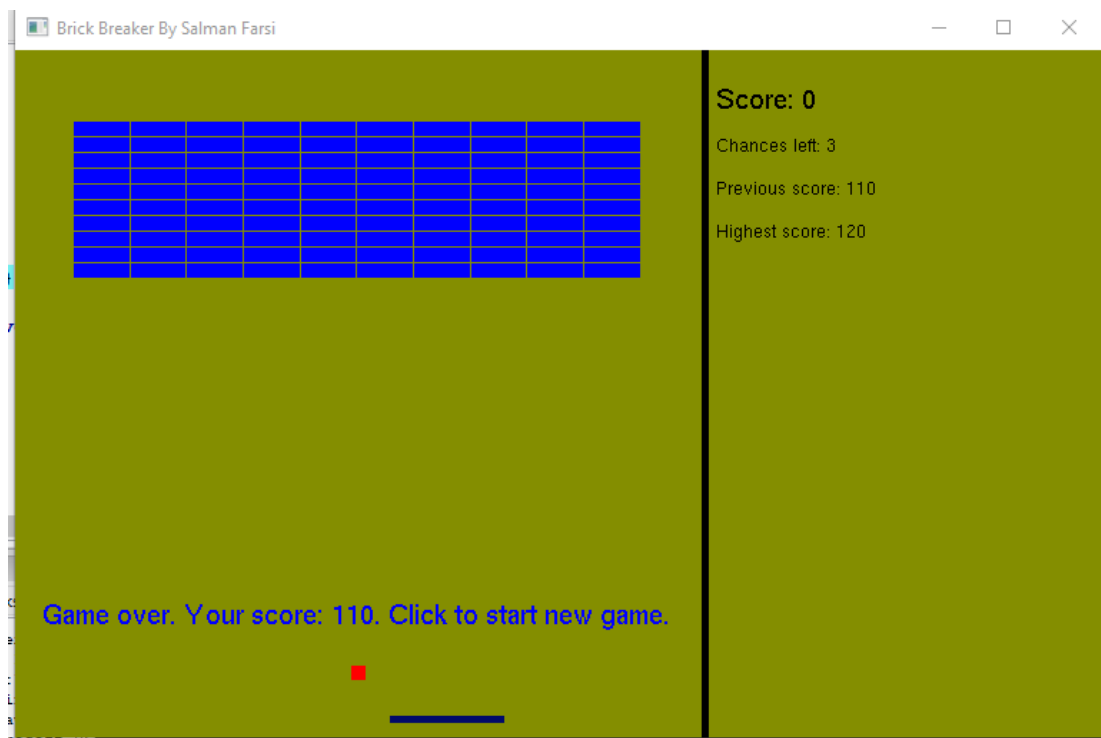 Brick Breaker By Salman Farsi
Score: 0
Chances left: 3
Previous score: 110
Highest score: 120
Game over. Your score: 110. Click to start new game.